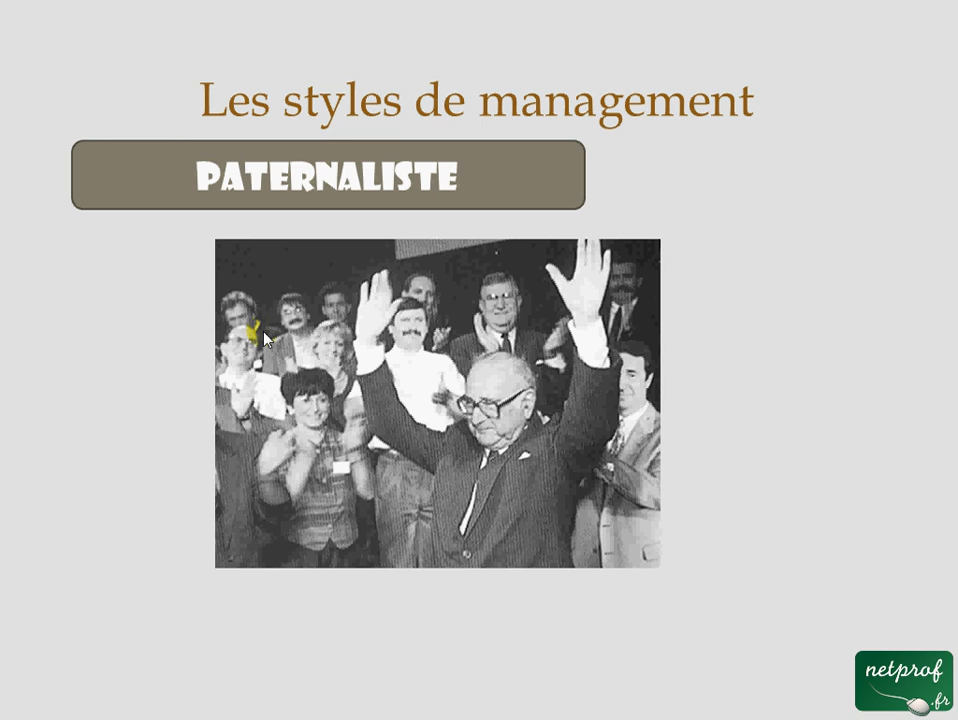 Les styles de management
PATERNALISTE
netprof
.fr